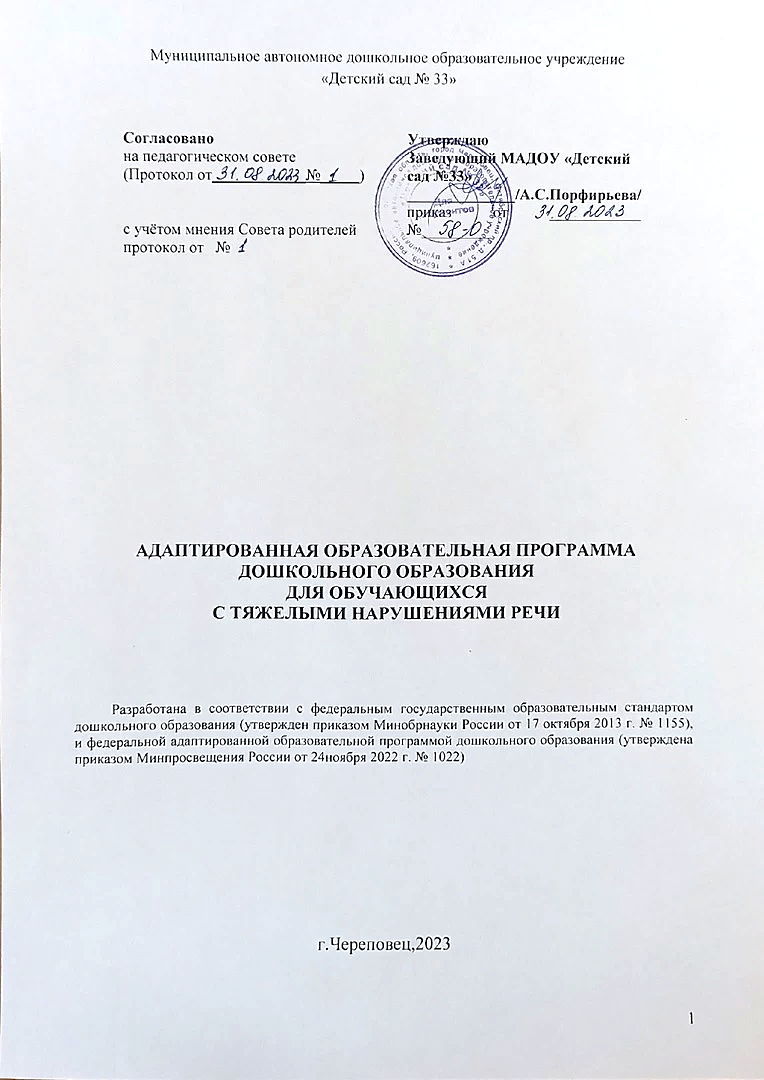 Муниципальное автономное дошкольное образовательное учреждение
«Детский сад № 33»
Согласовано
на педагогическом совете
(Протокол от 31.08.2023 № 1 )
с учётом мнения Совета родителей
протокол от № 1
Утверждаю
Заведующий МАДОУ «Детский
сад №33»
/А.С.Порфирьева/
приказ от 31.08.2023
№ 58-О
АДАПТИРОВАННАЯ ОБРАЗОВАТЕЛЬНАЯ ПРОГРАММА
ДОШКОЛЬНОГО ОБРАЗОВАНИЯ
ДЛЯ ОБУЧАЮЩИХСЯ
С ТЯЖЕЛЫМИ НАРУШЕНИЯМИ РЕЧИ
Разработана в соответствии с федеральным государственным образовательным стандартом
дошкольного образования (утвержден приказом Минобрнауки России от 17 октября 2013 г. № 1155),
и федеральной адаптированной образовательной программой дошкольного образования (утверждена
приказом Минпросвещения России от 24ноября 2022 г. № 1022)
г.Череповец,2023
1